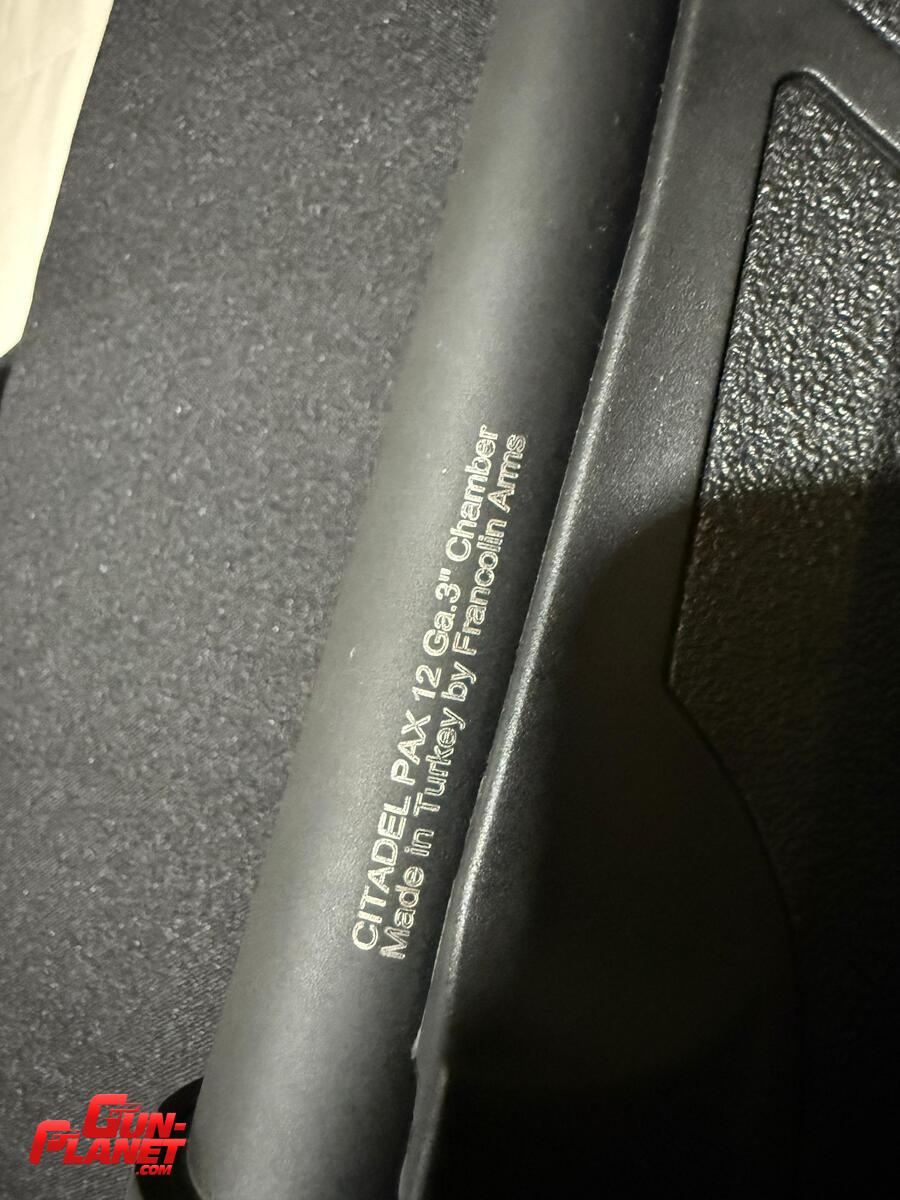 CITADEL PAX 12 Ga.3" Chamber
Made in Turkey by Francolin Arms
GUN-
PLANET
.COM